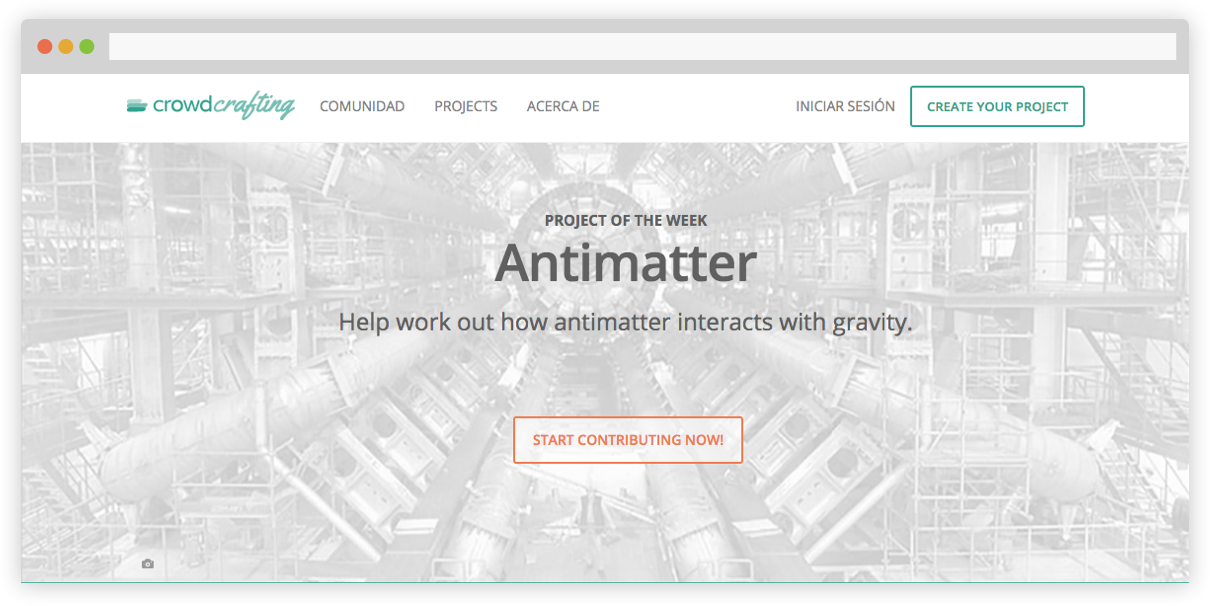 crowdcrafting COMUNIDAD PROJECTS ACERCA DE INICIAR SESIÓN CREATE YOUR PROJECT
PROJECT OF THE WEEK
Antimatter
Help work out how antimatter interacts with gravity.
START CONTRIBUTING NOW!